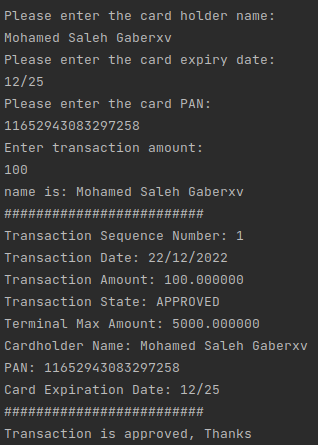 Please enter the card holder name:
Mohamed Saleh Gaberxv
Please enter the card expiry date:
12/25
Please enter the card PAN:
11652943083297258
Enter transaction amount:
100
name is: Mohamed Saleh Gaberxv
#########################
Transaction Sequence Number: 1
Transaction Date: 22/12/2022
Transaction Amount: 100.000000
Transaction State: APPROVED
Terminal Max Amount: 5000.000000
Cardholder Name: Mohamed Saleh Gaberxv
PAN: 11652943083297258
Card Expiration Date: 12/25
#########################
Transaction is approved, Thanks